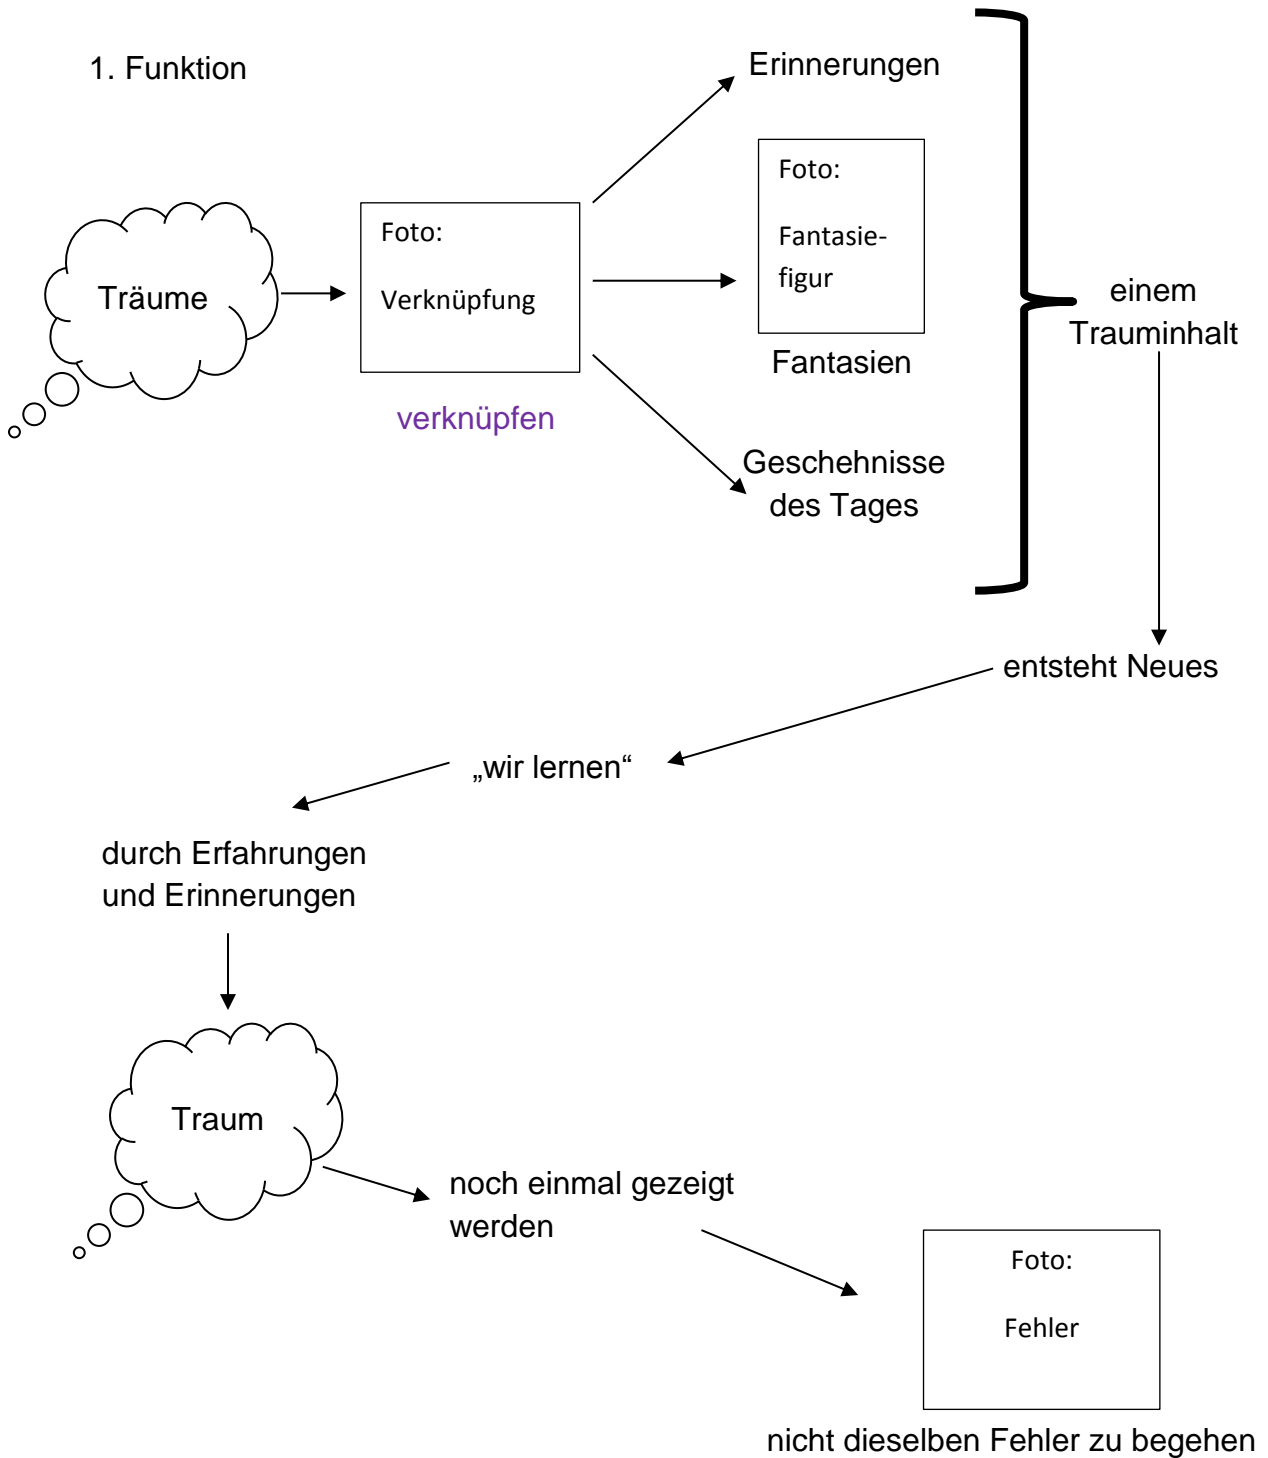 1. Funktion
Träume
Foto:
Verknüpfung
verknüpfen
Erinnerungen
Foto:
Fantasie-
figur
Fantasien
Geschehnisse
des Tages
einem
Trauminhalt
entsteht Neues
„wir lernen“
durch Erfahrungen
und Erinnerungen
Traum
noch einmal gezeigt
werden
Foto:
Fehler
nicht dieselben Fehler zu begehen